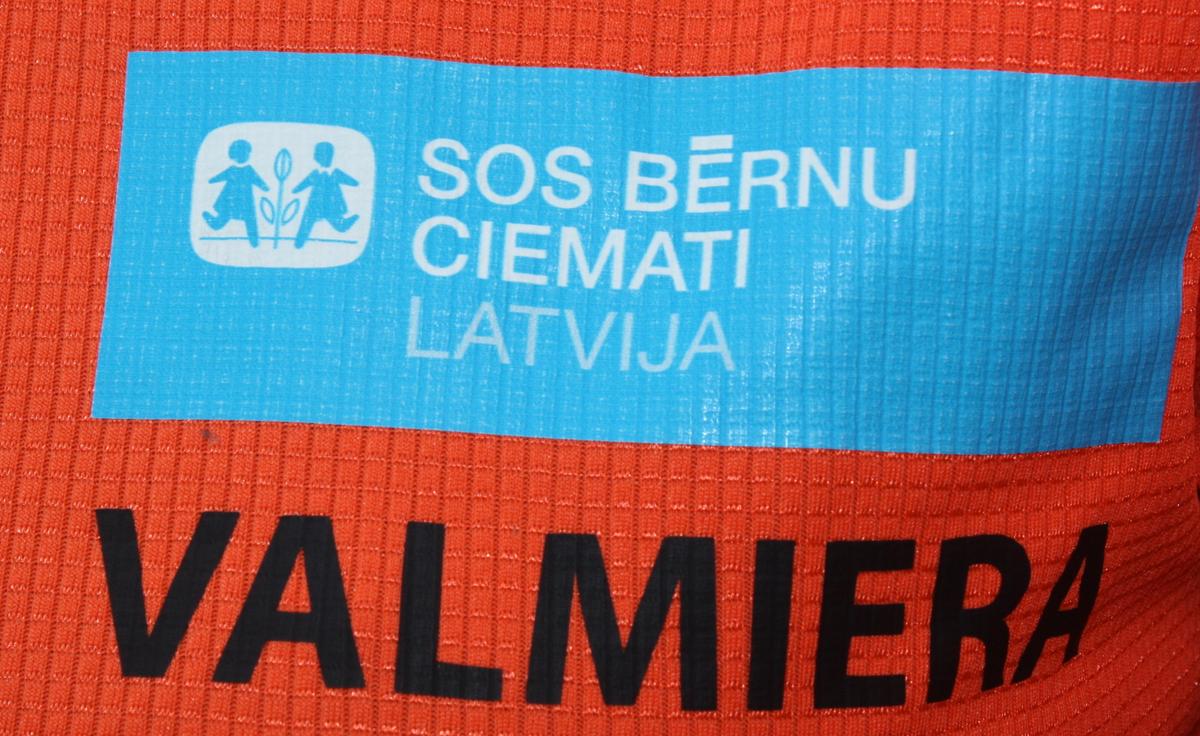 SOS BĒRNU
CIEMATI
LATVIJA
VALMIERA